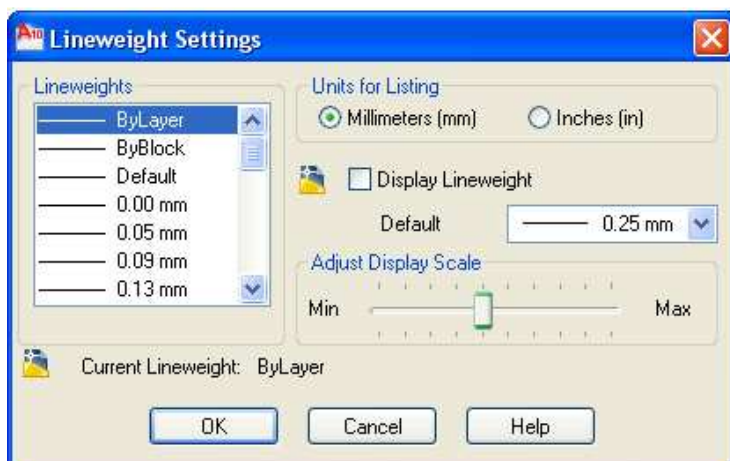 A10 Lineweight Settings
Lineweights
ByLayer
ByBlock
Default
0.00 mm
0.05 mm
0.09 mm
0.13 mm
Units for Listing
Millimeters (mm) Inches (in)
Display Lineweight
Default 0.25 mm
Adjust Display Scale
Min Max
Current Lineweight: ByLayer
OK Cancel Help